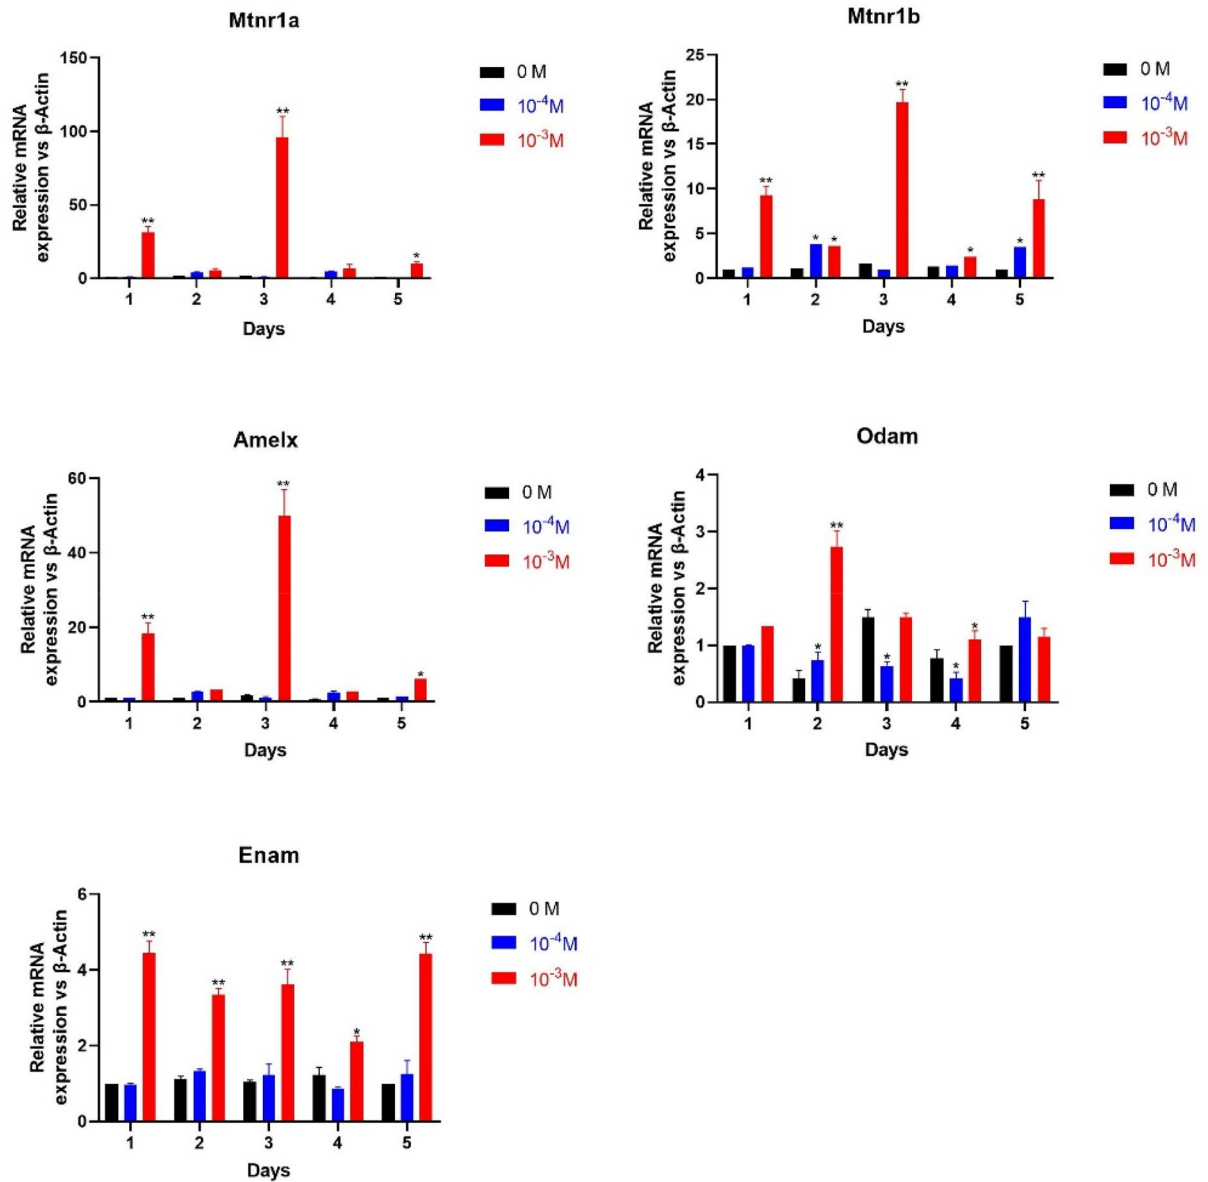 Mtnr1a
Relative mRNA
expression vs β-Actin
150
100
50
0
**
**
*
1 2 3 4 5
Days
0 M
10⁻⁴M
10⁻³M
Mtnr1b
Relative mRNA
expression vs β-Actin
25
20
15
10
5
0
**
* *
**
*
* **
1 2 3 4 5
Days
0 M
10⁻⁴M
10⁻³M
Amelx
Relative mRNA
expression vs β-Actin
60
40
20
0
**
**
*
1 2 3 4 5
Days
0 M
10⁻⁴M
10⁻³M
Odam
Relative mRNA
expression vs β-Actin
4
3
2
1
0
* **
*
* *
1 2 3 4 5
Days
0 M
10⁻⁴M
10⁻³M
Enam
Relative mRNA
expression vs β-Actin
6
4
2
0
**
**
**
*
**
1 2 3 4 5
Days
0 M
10⁻⁴M
10⁻³M